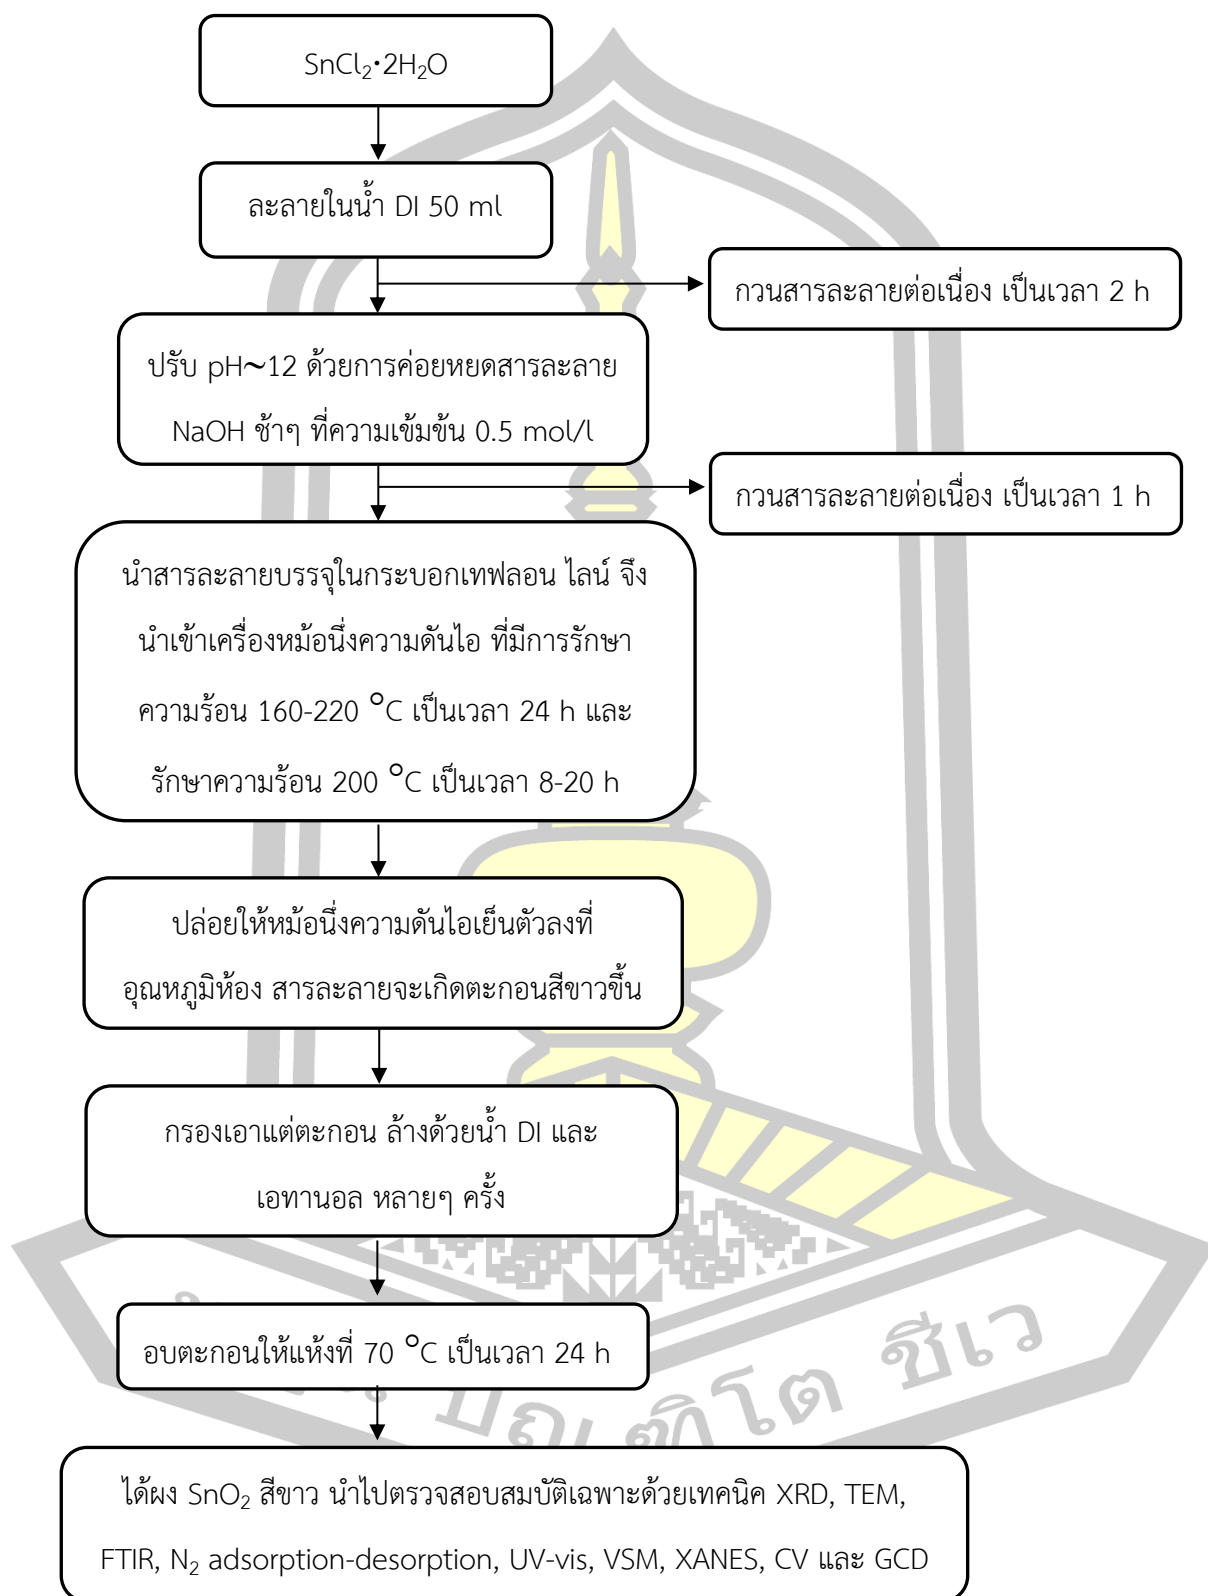 SnCl₂·2H₂O
ละลายในน้ำ DI 50 ml
กวนสารละลายต่อเนื่อง เป็นเวลา 2 h
ปรับ pH~12 ด้วยการค่อยหยดสารละลาย
NaOH ช้าๆ ที่ความเข้มข้น 0.5 mol/l
กวนสารละลายต่อเนื่อง เป็นเวลา 1 h
นำสารละลายบรรจุในกระบอกเทฟลอน ไลน์ จึง
นำเข้าเครื่องหม้อนึ่งความดันไอ ที่มีการรักษา
ความร้อน 160-220 °C เป็นเวลา 24 h และ
รักษาความร้อน 200 °C เป็นเวลา 8-20 h
ปล่อยให้หม้อนึ่งความดันไอเย็นตัวลงที่
อุณหภูมิห้อง สารละลายจะเกิดตะกอนสีขาวขึ้น
กรองเอาแต่ตะกอน ล้างด้วยน้ำ DI และ
เอทานอล หลายๆ ครั้ง
อบตะกอนให้แห้งที่ 70 °C เป็นเวลา 24 h
ปณฺฑิโต ชีเว
ได้ผง SnO₂ สีขาว นำไปตรวจสอบสมบัติเฉพาะด้วยเทคนิค XRD, TEM,
FTIR, N₂ adsorption-desorption, UV-vis, VSM, XANES, CV และ GCD